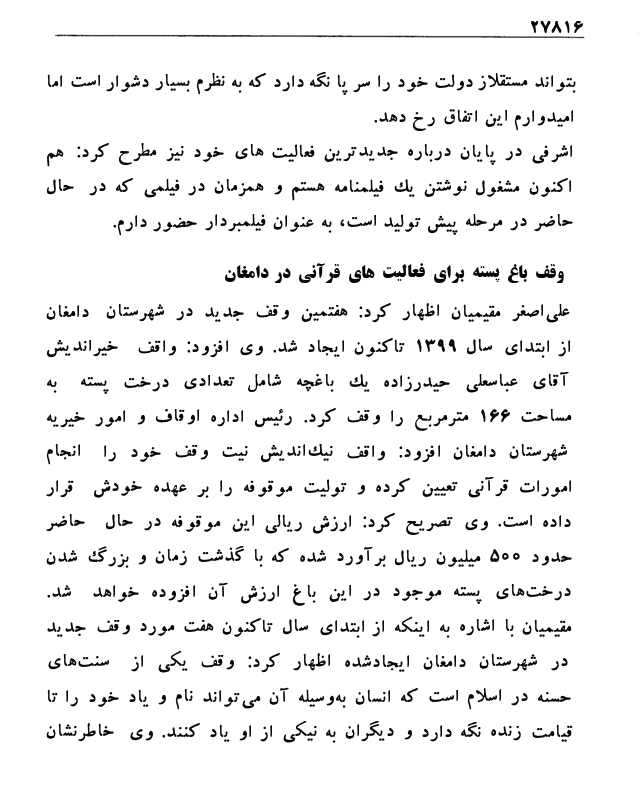 ۲۷۸۱۶
بتواند مستقلاز دولت خود را سر پا نگه دارد که به نظرم بسیار دشوار است اما
امیدوارم این اتفاق رخ دهد.
اشرفی در پایان درباره جدیدترین فعالیت های خود نیز مطرح کرد: هم
اکنون مشغول نوشتن یك فیلمنامه هستم و همزمان در فیلمی که در حال
حاضر در مرحله پیش تولید است، به عنوان فیلمبردار حضور دارم.
وقف باغ پسته برای فعالیت های قرآنی در دامغان
علی‌اصغر مقیمیان اظهار کرد: هفتمین وقف جدید در شهرستان دامغان
از ابتدای سال ۱۳۹۹ تاکنون ایجاد شد. وی افزود: واقف خیراندیش
آقای عباسعلی حیدرزاده یك باغچه شامل تعدادی درخت پسته به
مساحت ۱۶۶ مترمربع را وقف کرد. رئیس اداره اوقاف و امور خیریه
شهرستان دامغان افزود: واقف نیك‌اندیش نیت وقف خود را انجام
امورات قرآنی تعیین کرده و تولیت موقوفه را بر عهده خودش قرار
داده است. وی تصریح کرد: ارزش ریالی این موقوفه در حال حاضر
حدود ۵۰۰ میلیون ریال برآورد شده که با گذشت زمان و بزرگ شدن
درخت‌های پسته موجود در این باغ ارزش آن افزوده خواهد شد.
مقیمیان با اشاره به اینکه از ابتدای سال تاکنون هفت مورد وقف جدید
در شهرستان دامغان ایجادشده اظهار کرد: وقف یکی از سنت‌های
حسنه در اسلام است که انسان به‌وسیله آن می‌تواند نام و یاد خود را تا
قیامت زنده نگه دارد و دیگران به نیکی از او یاد کنند. وی خاطرنشان